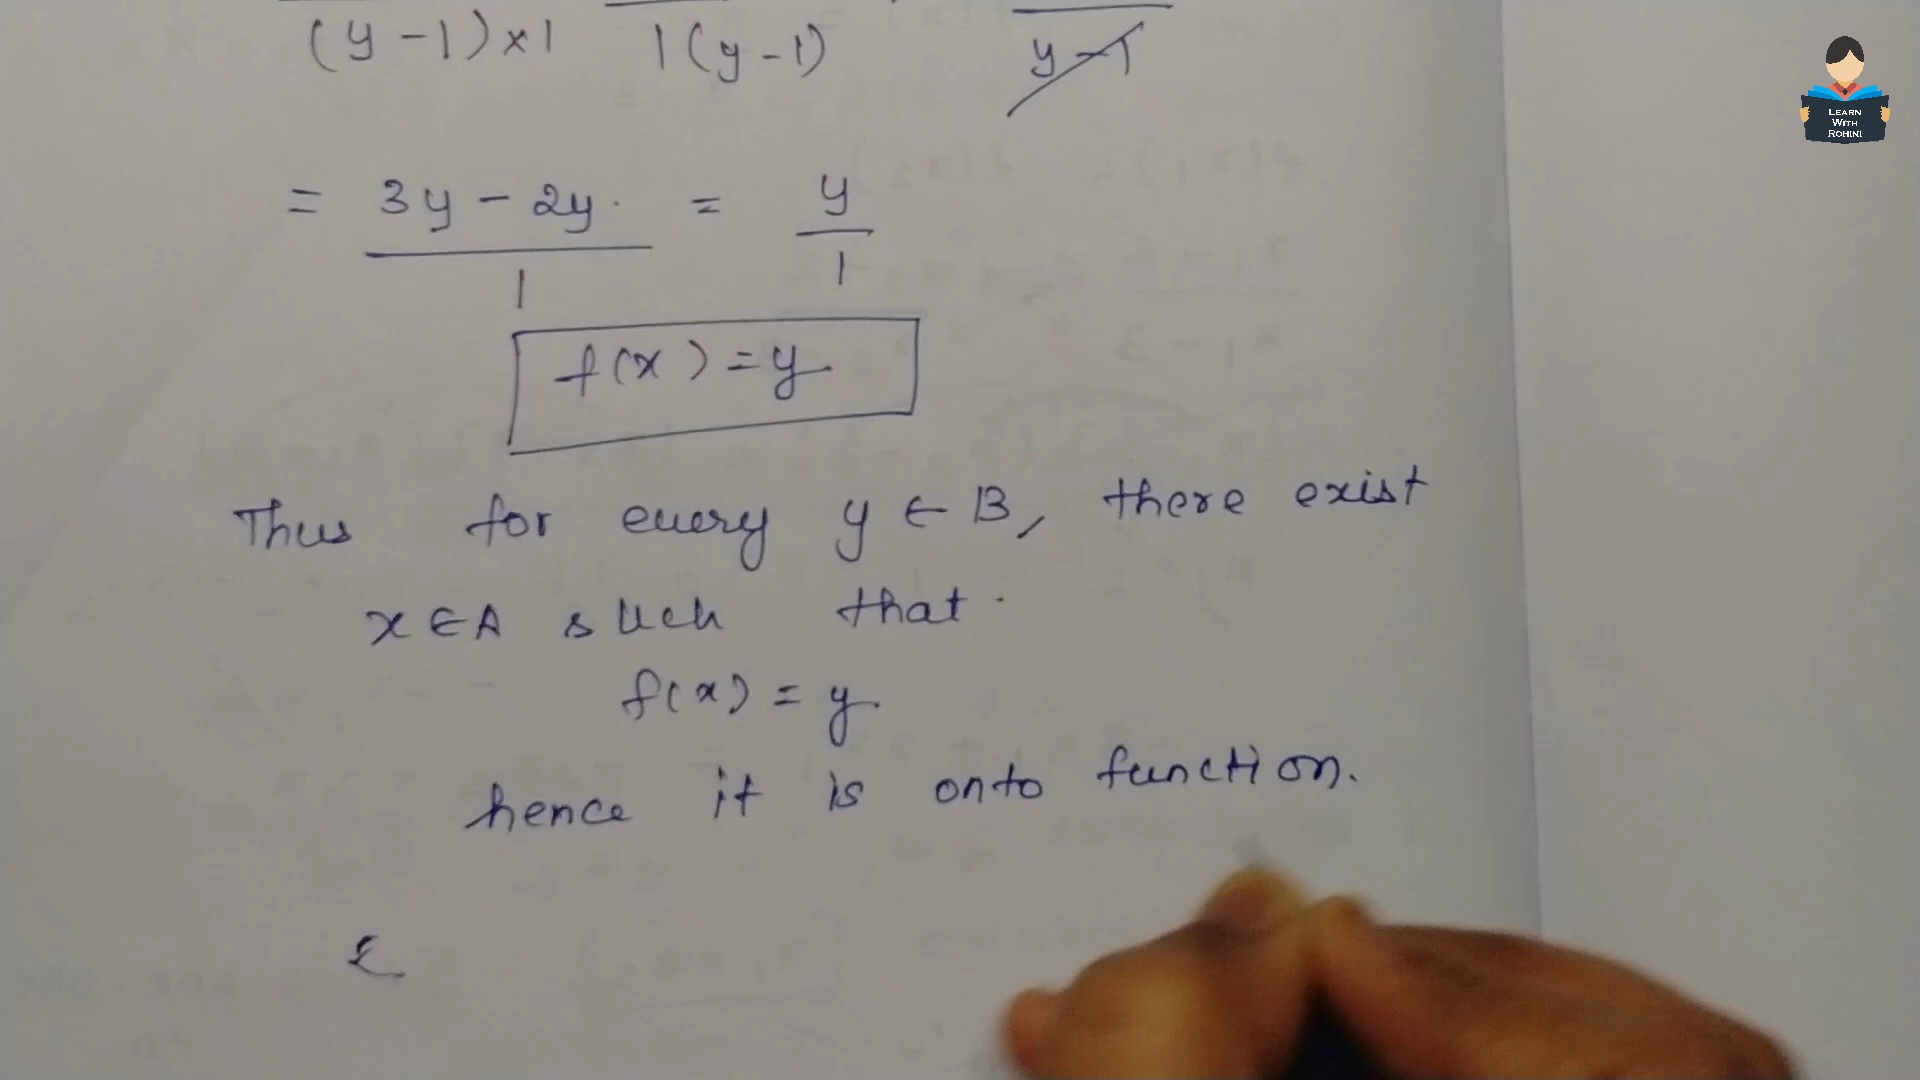 (y-1)×1 1(y-1) y-1
= 3y - 2y / 1 = y / 1
f(x) = y
Thus for every y ∈ B, there exist
x ∈ A such that.
f(x) = y
hence it is onto function.
LEARN
WITH
ROHINI